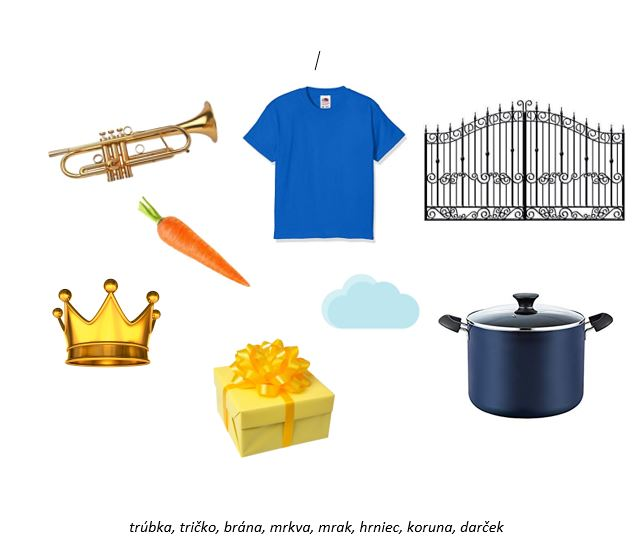 /
trúbka, tričko, brána, mrkva, mrak, hrniec, koruna, darček